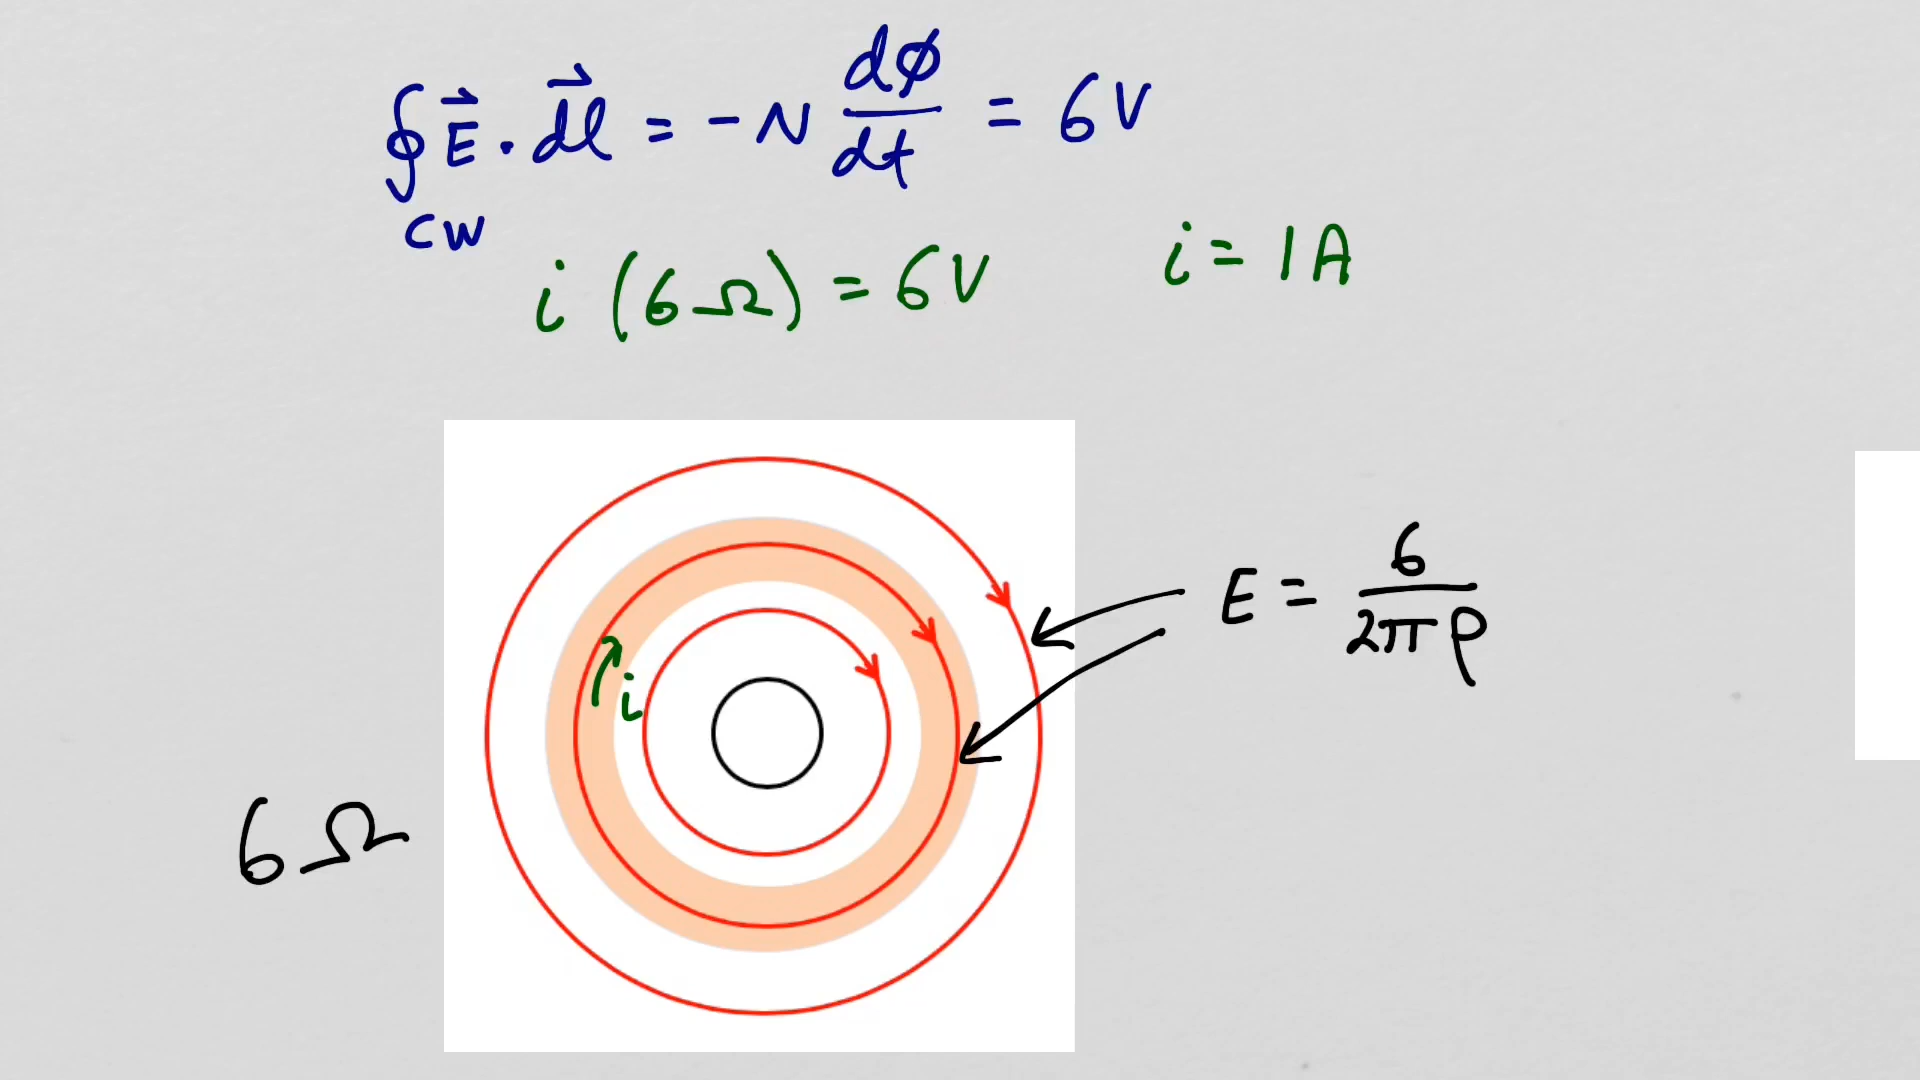 ∮ E⃗ · dl⃗ = -N dϕ/dt = 6V
CW
i (6Ω) = 6V
i = 1A
E = 6/2πρ
i
6Ω